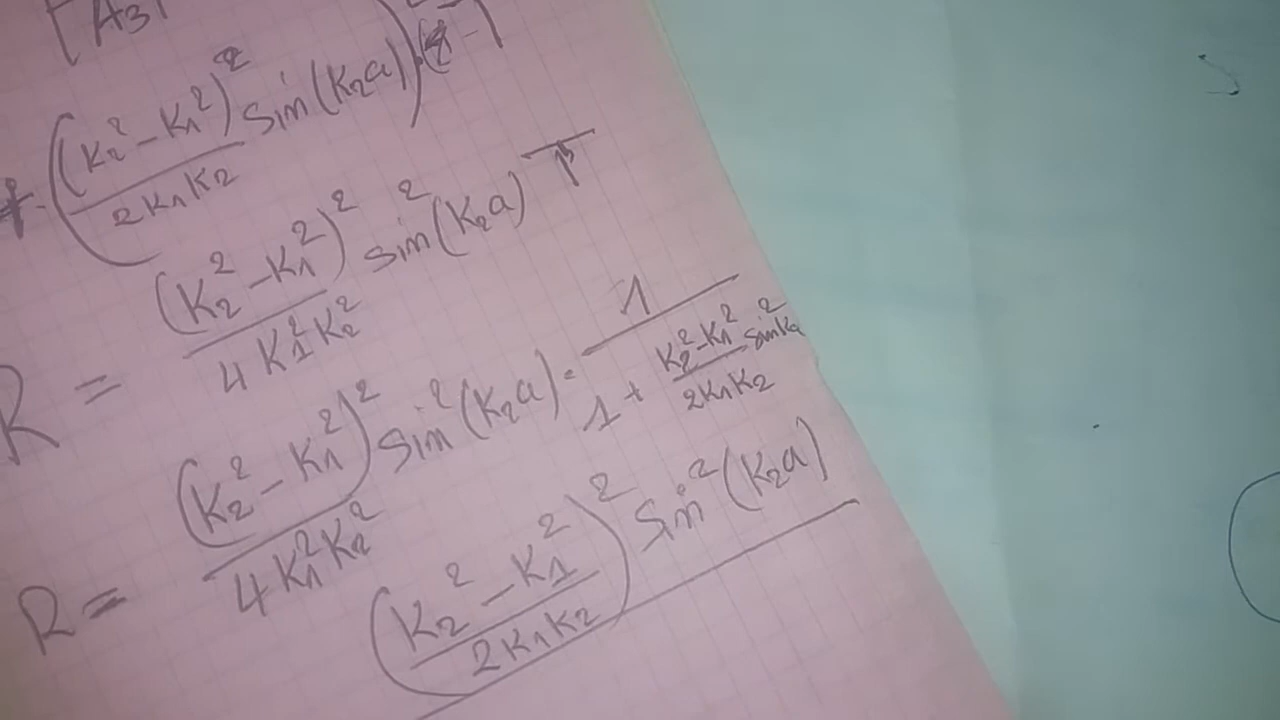 [A3]
((K2² - K1²)² / 2K1K2 sin(K2a))
(K2² - K1²)² / 4K1²K2² sin²(K2a) T
R = (K2² - K1²)² / 4K1²K2² sin²(K2a) · 1 / 1 + K2² - K1² / 2K1K2 sin²K2
R = ((K2² - K1²) / 2K1K2)² sin²(K2a)